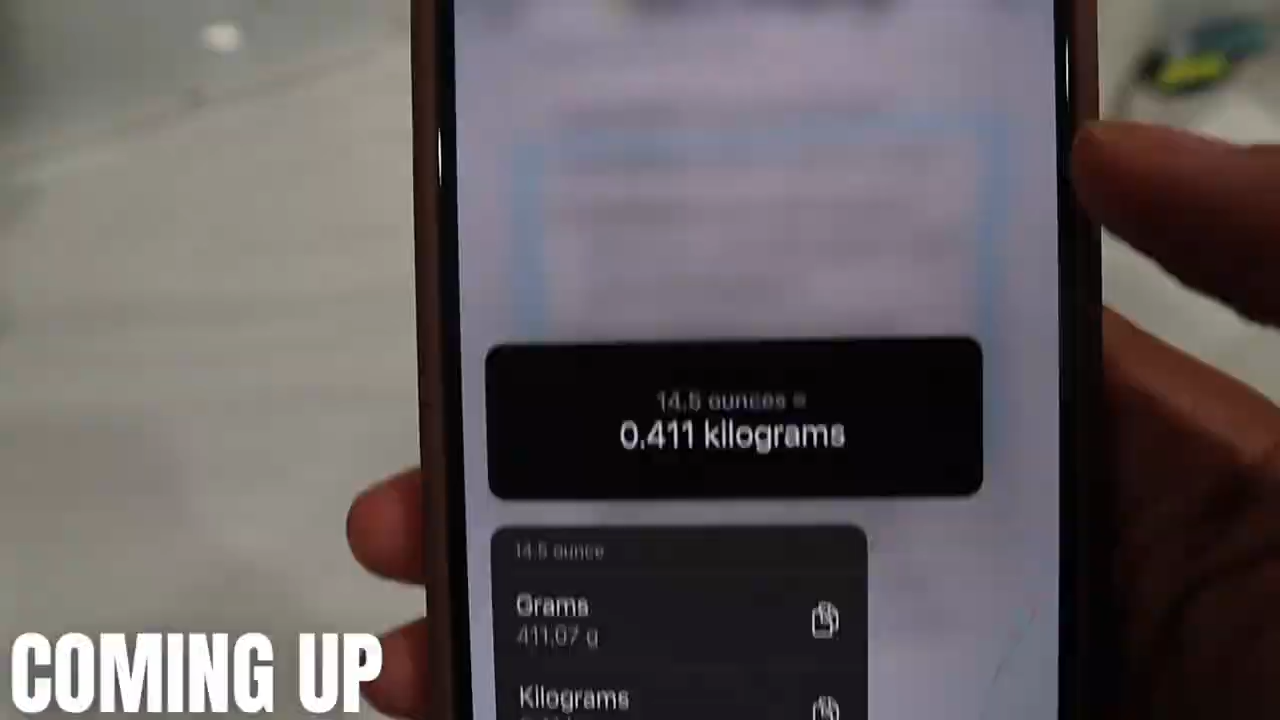 14.5 ounces =
0.411 kilograms
14.5 ounce
Grams
411.07 g
Kilograms
COMING UP